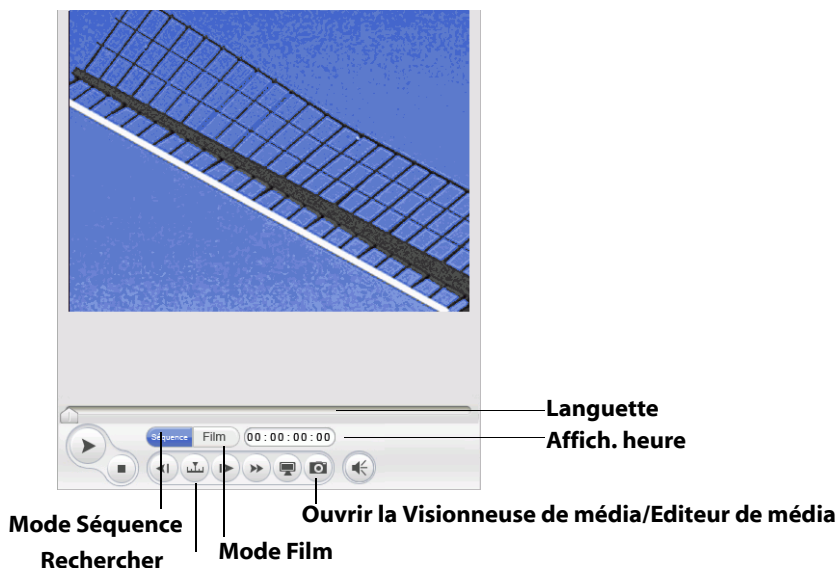 Languette
Séquence Film 00:00:00:00
Affich. heure
Ouvrir la Visionneuse de média/Editeur de média
Mode Séquence
Mode Film
Rechercher